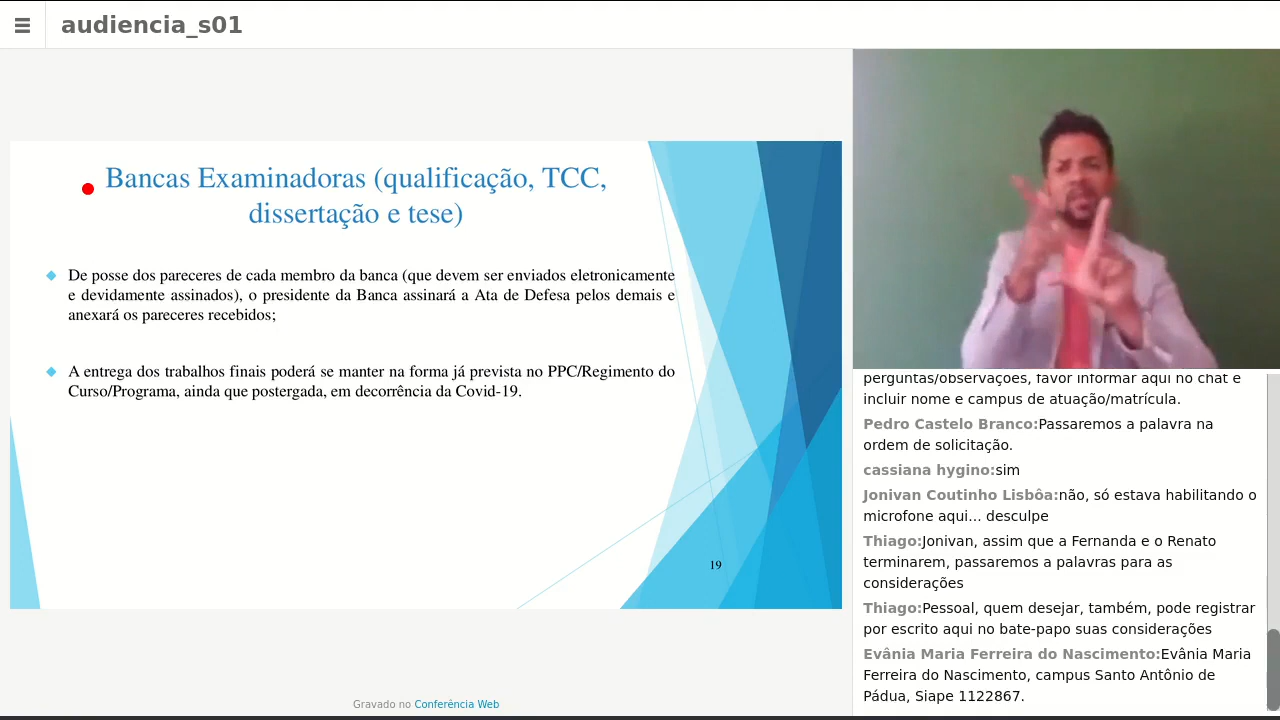 audiencia_s01
Bancas Examinadoras (qualificação, TCC,
dissertação e tese)
De posse dos pareceres de cada membro da banca (que devem ser enviados eletronicamente
e devidamente assinados), o presidente da Banca assinará a Ata de Defesa pelos demais e
anexará os pareceres recebidos;
A entrega dos trabalhos finais poderá se manter na forma já prevista no PPC/Regimento do
Curso/Programa, ainda que postergada, em decorrência da Covid-19.
19
Gravado no Conferência Web
perguntas/observações, favor informar aqui no chat e
incluir nome e campus de atuação/matrícula.
Pedro Castelo Branco:Passaremos a palavra na
ordem de solicitação.
cassiana hygino:sim
Jonivan Coutinho Lisbôa:não, só estava habilitando o
microfone aqui... desculpe
Thiago:Jonivan, assim que a Fernanda e o Renato
terminarem, passaremos a palavras para as
considerações
Thiago:Pessoal, quem desejar, também, pode registrar
por escrito aqui no bate-papo suas considerações
Evânia Maria Ferreira do Nascimento:Evânia Maria
Ferreira do Nascimento, campus Santo Antônio de
Pádua, Siape 1122867.